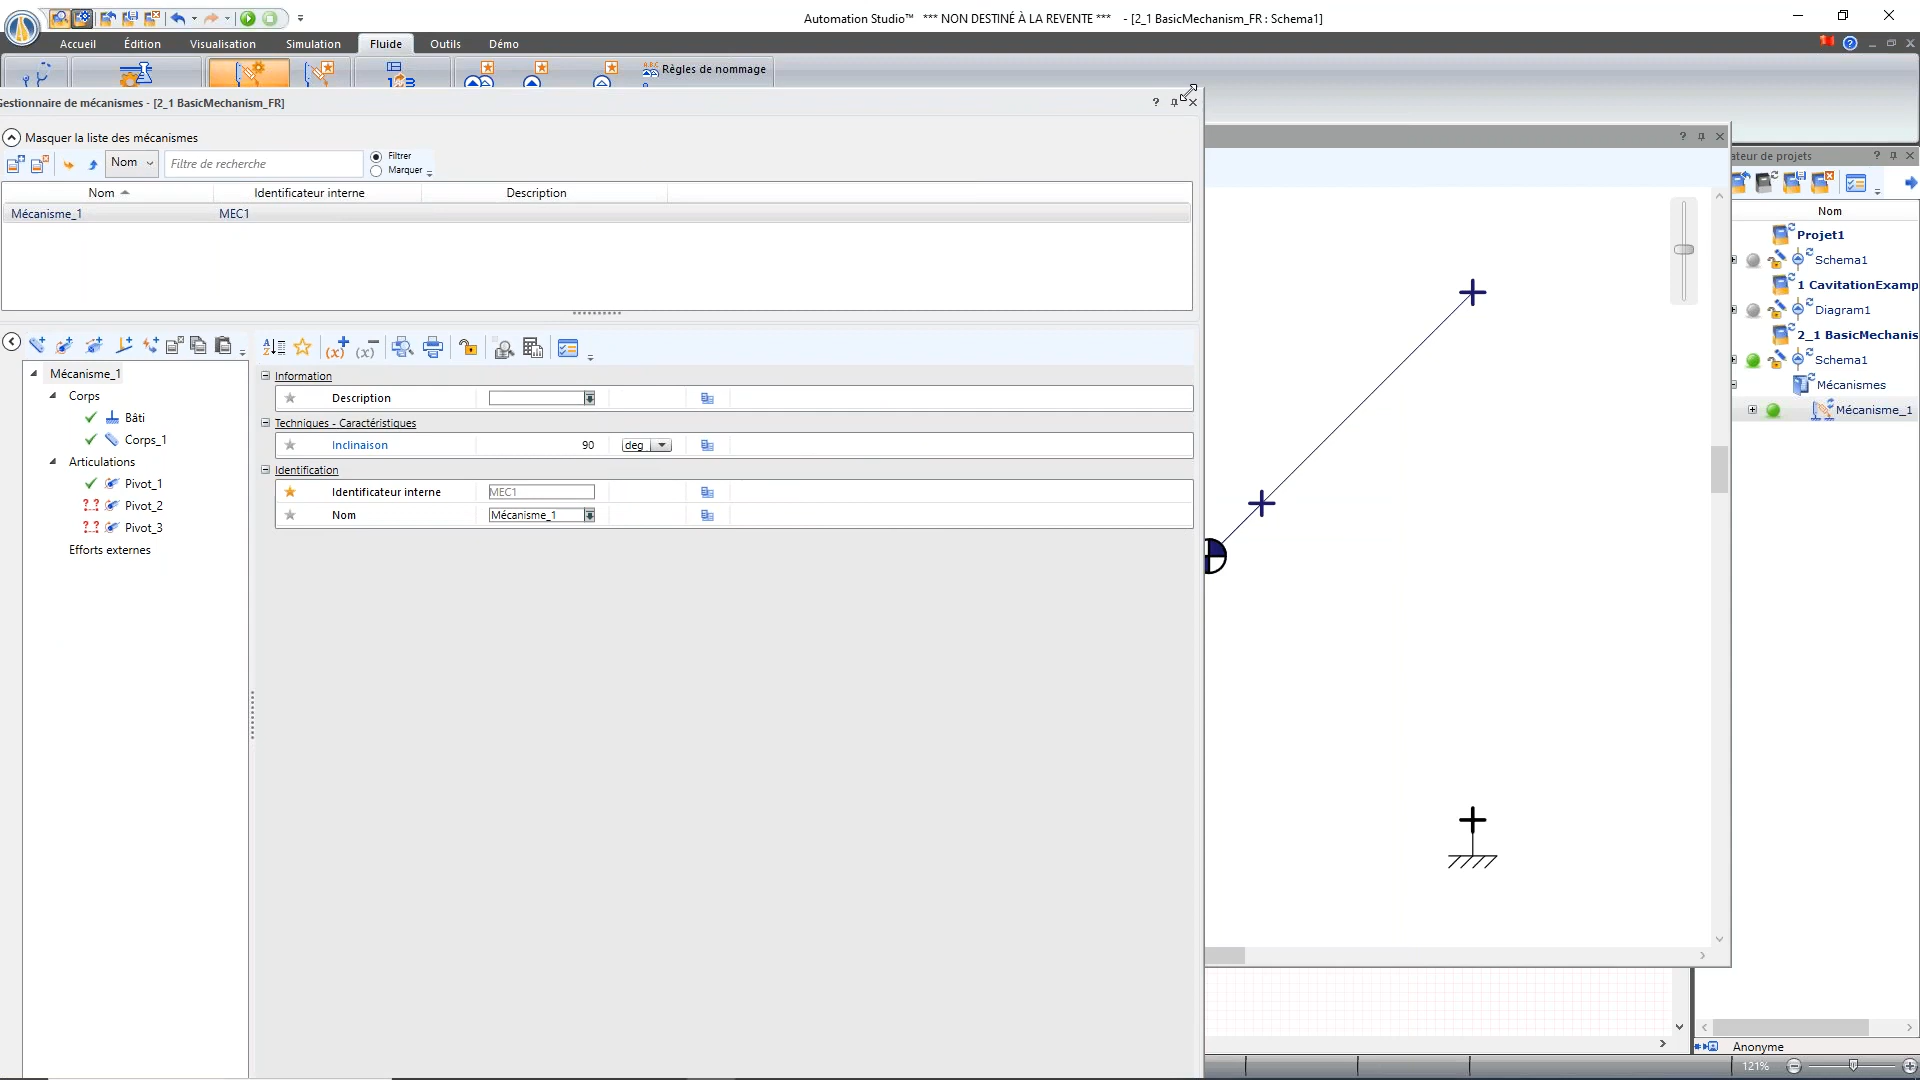 Automation Studio™ *** NON DESTINÉ À LA REVENTE *** - [2_1 BasicMechanism_FR : Schema1]
Accueil Édition Visualisation Simulation Fluide Outils Démo
Règles de nommage
Gestionnaire de mécanismes - [2_1 BasicMechanism_FR]
Masquer la liste des mécanismes
Nom Filtre de recherche Filtrer
Marquer
Nom Identificateur interne Description
Mécanisme_1 MEC1
Mécanisme_1
Corps
Bâti
Corps_1
Articulations
Pivot_1
Pivot_2
Pivot_3
Efforts externes
Information
Description
Techniques - Caractéristiques
Inclinaison 90 deg
Identification
Identificateur interne MEC1
Nom Mécanisme_1
ateur de projets
Nom
Projet1
Schema1
1 CavitationExamp
Diagram1
2_1 BasicMechanis
Schema1
Mécanismes
Mécanisme_1
Anonyme
121%